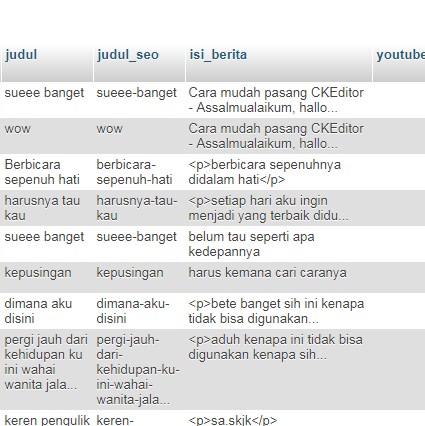 judul judul_seo isi_berita youtube
sueee banget sueee-banget Cara mudah pasang CKEditor
- Assalmualaikum, hallo...
wow wow Cara mudah pasang CKEditor
- Assalmualaikum, hallo...
Berbicara berbicara- <p>berbicara sepenuhnya
sepenuh hati sepenuh-hati didalam hati</p>
harusnya tau harusnya-tau- <p>setiap hari aku ingin
kau kau menjadi yang terbaik didu...
sueee banget sueee-banget belum tau seperti apa
kedepannya
kepusingan kepusingan harus kemana cari caranya
dimana aku dimana-aku- <p>bete banget sih ini kenapa
disini disini tidak bisa digunakan...
pergi jauh dari pergi-jauh- <p>aduh kenapa ini tidak bisa
kehidupan ku dari- digunakan kenapa sih...
ini wahai kehidupan-ku-
wanita jala... ini-wahai-
wanita-jala...
keren pengulik keren- <p>sa.skjk</p>